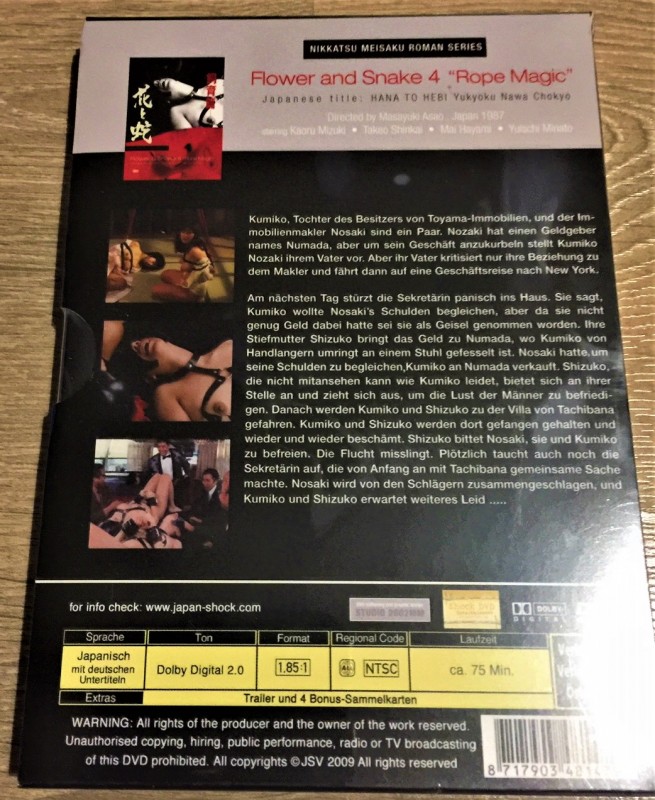 NIKKATSU MEISAKU ROMAN SERIES
Flower and Snake 4 "Rope Magic"
Japanese title: HANA TO HEBI Yukyoku Nawa Chokyo
Directed by Masayuki Asao, Japan 1987
starring Kaoru Mizuki • Takeo Shinkai • Mai Hayami • Yuiachi Minato
花と蛇
Kumiko, Tochter des Besitzers von Toyama-Immobilien, und der Im-
mobilienmakler Nosaki sind ein Paar. Nozaki hat einen Geldgeber
names Numada, aber um sein Geschäft anzukurbeln stellt Kumiko
Nozaki ihrem Vater vor. Aber ihr Vater kritisiert nur ihre Beziehung zu
dem Makler und fährt dann auf eine Geschäftsreise nach New York.
Am nächsten Tag stürzt die Sekretärin panisch ins Haus. Sie sagt,
Kumiko wollte Nosaki's Schulden begleichen, aber da sie nicht
genug Geld dabei hatte sei sie als Geisel genommen worden. Ihre
Stiefmutter Shizuko bringt das Geld zu Numada, wo Kumiko von
Handlangern umringt an einem Stuhl gefesselt ist. Nosaki hatte,um
seine Schulden zu begleichen,Kumiko an Numada verkauft. Shizuko,
die nicht mitansehen kann wie Kumiko leidet, bietet sich an ihrer
Stelle an und zieht sich aus, um die Lust der Männer zu befriedi-
gen. Danach werden Kumiko und Shizuko zu der Villa von Tachibana
gefahren. Kumiko und Shizuko werden dort gefangen gehalten und
wieder und wieder beschämt. Shizuko bittet Nosaki, sie und Kumiko
zu befreien. Die Flucht misslingt. Plötzlich taucht auch noch die
Sekretärin auf, die von Anfang an mit Tachibana gemeinsame Sache
machte. Nosaki wird von den Schlägern zusammengeschlagen, und
Kumiko und Shizuko erwartet weiteres Leid .....
for info check: www.japan-shock.com
DOLBY
DIGITAL
Sprache Ton Format Regional Code Laufzeit
Japanisch
mit deutschen
Untertiteln
Dolby Digital 2.0
1,85:1
ALL NTSC
ca. 75 Min.
Extras Trailer und 4 Bonus-Sammelkarten
WARNING: All rights of the producer and the owner of the work reserved.
Unauthorised copying, hiring, public performance, radio or TV broadcasting
of this DVD prohibited. All copyrights ©JSV 2009 All rights reserved
8 717903